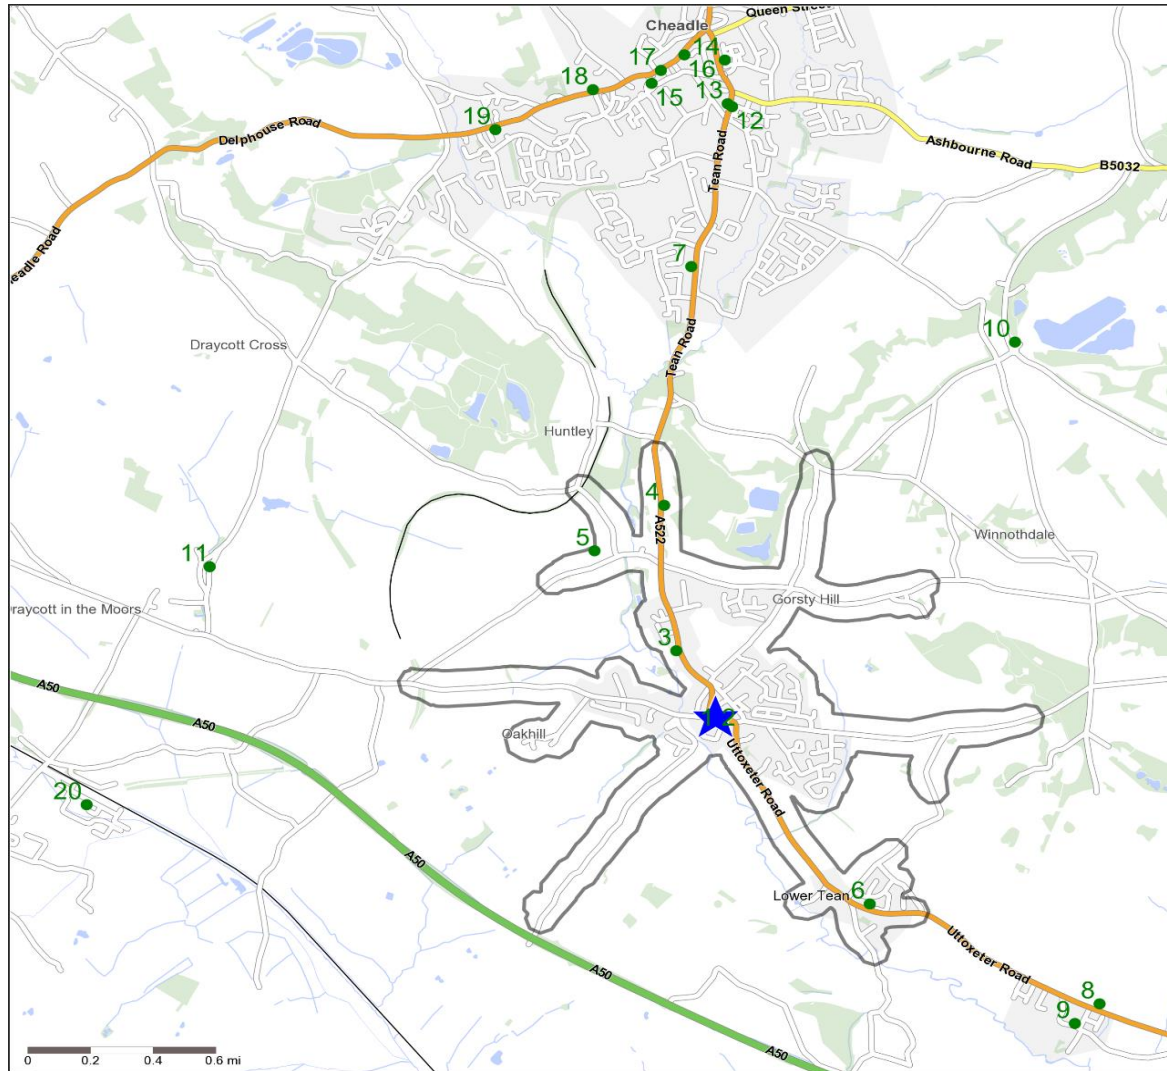 Queen Street
Cheadle
14
17
16
18
15
13
19
12
Delphouse Road
Ashbourne Road
B5032
Tean Road
eadle Road
7
10
Draycott Cross
Tean Road
Huntley
4
A522
5
Winnothdale
11
Gorsty Hill
raycott in the Moors
3
A50
A50
1 2
Oakhill
Uttoxeter Road
20
A50
Lower Tean
6
Uttoxeter Road
A50
8
9
A50
0 0.2 0.4 0.6 mi